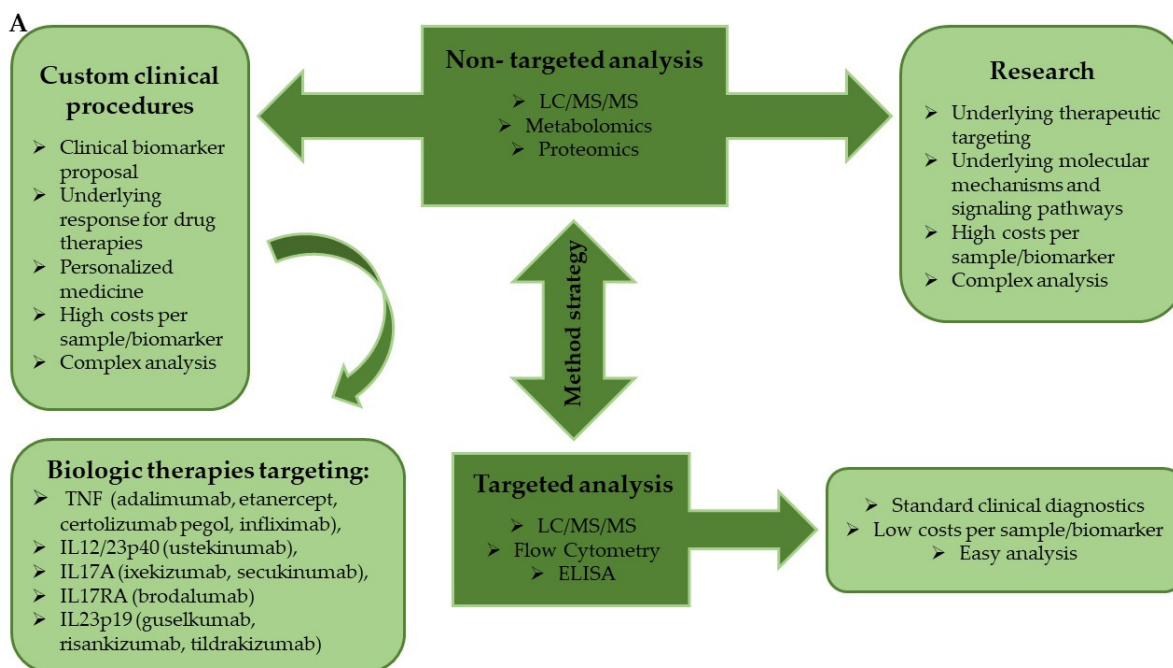 A
Custom clinical
procedures
➤ Clinical biomarker
proposal
➤ Underlying
response for drug
therapies
➤ Personalized
medicine
➤ High costs per
sample/biomarker
➤ Complex analysis
Non- targeted analysis
➤ LC/MS/MS
➤ Metabolomics
➤ Proteomics
Research
➤ Underlying therapeutic
targeting
➤ Underlying molecular
mechanisms and
signaling pathways
➤ High costs per
sample/biomarker
➤ Complex analysis
Method strategy
Biologic therapies targeting:
➤ TNF (adalimumab, etanercept,
certolizumab pegol, infliximab),
➤ IL12/23p40 (ustekinumab),
➤ IL17A (ixekizumab, secukinumab),
➤ IL17RA (brodalumab)
➤ IL23p19 (guselkumab,
risankizumab, tildrakizumab)
Targeted analysis
➤ LC/MS/MS
➤ Flow Cytometry
➤ ELISA
➤ Standard clinical diagnostics
➤ Low costs per sample/biomarker
➤ Easy analysis